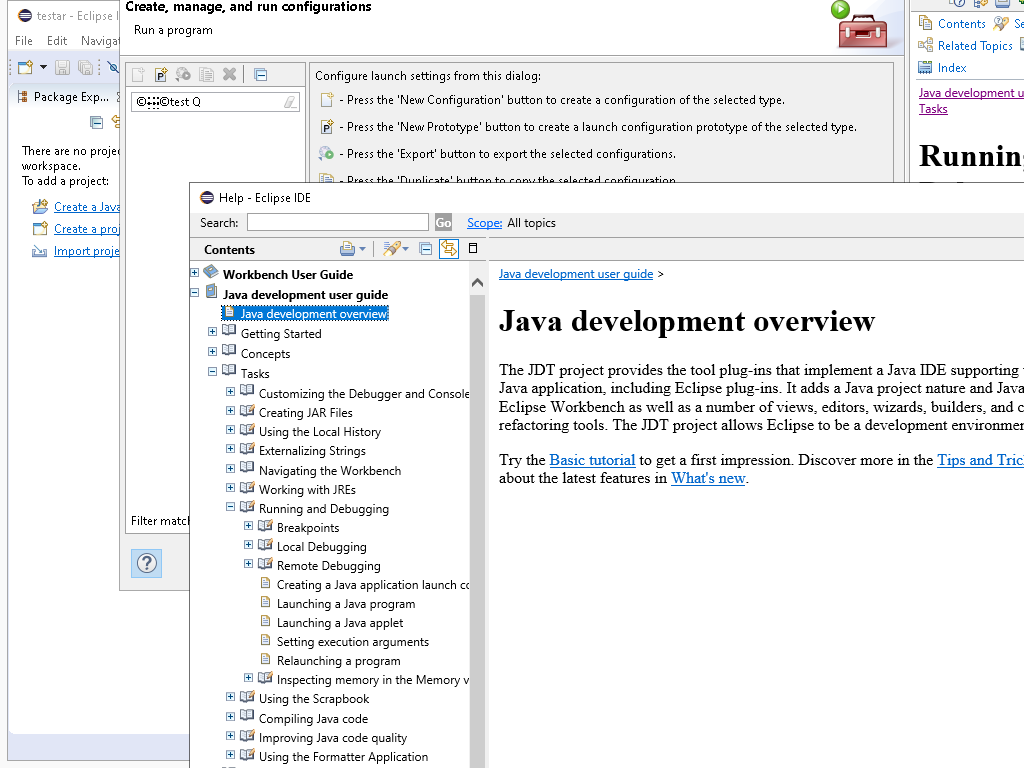 testar - Eclipse I
File Edit Navigat
Package Exp...
There are no projec
workspace.
To add a project:
Create a Java
Create a proj
Import proje
Create, manage, and run configurations
Run a program
test Q
Filter match
Configure launch settings from this dialog:
- Press the 'New Configuration' button to create a configuration of the selected type.
- Press the 'New Prototype' button to create a launch configuration prototype of the selected type.
- Press the 'Export' button to export the selected configurations.
- Press the 'Duplicate' button to copy the selected configuration.
Contents Se
Related Topics
Index
Java development u
Tasks
Running
Help - Eclipse IDE
Search: Go Scope: All topics
Contents
Workbench User Guide
Java development user guide
Java development overview
Getting Started
Concepts
Tasks
Customizing the Debugger and Console
Creating JAR Files
Using the Local History
Externalizing Strings
Navigating the Workbench
Working with JREs
Running and Debugging
Breakpoints
Local Debugging
Remote Debugging
Creating a Java application launch co
Launching a Java program
Launching a Java applet
Setting execution arguments
Relaunching a program
Inspecting memory in the Memory v
Using the Scrapbook
Compiling Java code
Improving Java code quality
Using the Formatter Application
Java development user guide >
Java development overview
The JDT project provides the tool plug-ins that implement a Java IDE supporting
Java application, including Eclipse plug-ins. It adds a Java project nature and Java
Eclipse Workbench as well as a number of views, editors, wizards, builders, and c
refactoring tools. The JDT project allows Eclipse to be a development environmen
Try the Basic tutorial to get a first impression. Discover more in the Tips and Tric
about the latest features in What's new.